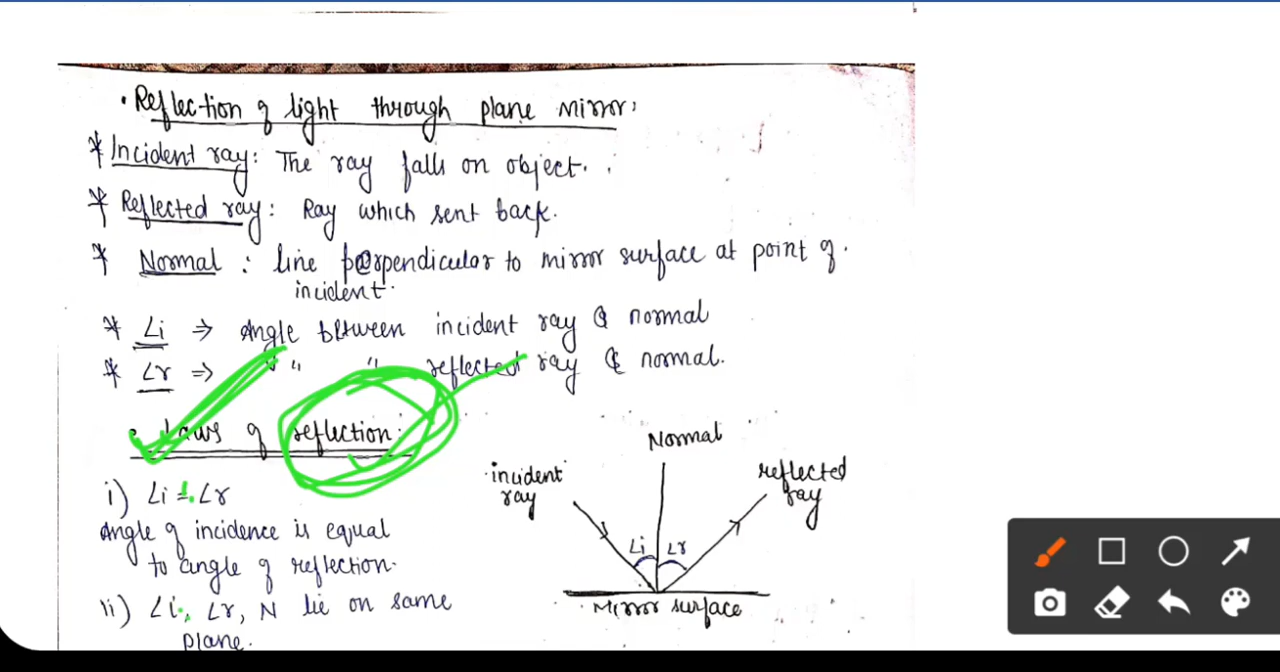 · Reflection of light through plane mirror:
* Incident ray: The ray falls on object.
* Reflected ray: Ray which sent back.
* Normal : line perpendicular to mirror surface at point of
incident.
* ∠i ⇒ Angle between incident ray & normal
* ∠r ⇒ " " reflected ray & normal.
· Laws of reflection:
i) ∠i = ∠r
Angle of incidence is equal
to angle of reflection.
ii) ∠i, ∠r, N lie on same
plane.
Normal
incident
ray
reflected
ray
∠i ∠r
Mirror surface